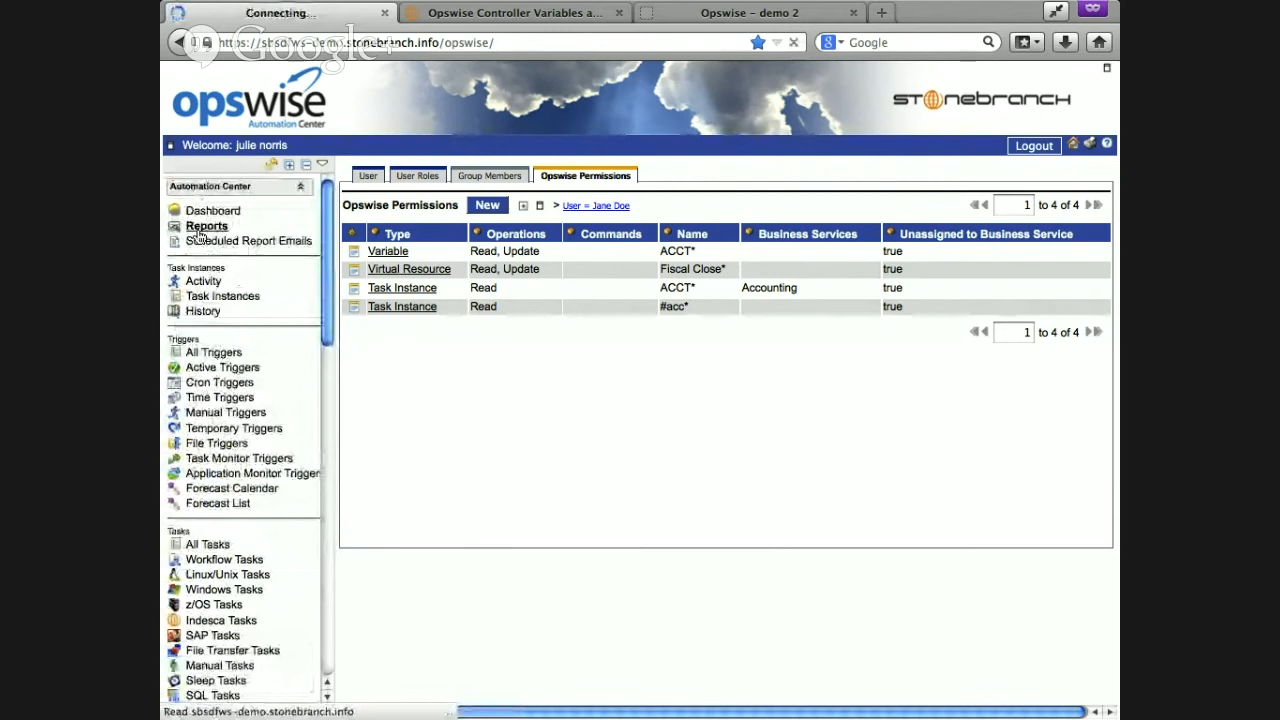 Connecting...
Opswise Controller Variables a...
Opswise – demo 2
https://sbsdfws-demo.stonebranch.info/opswise/
Google
Google+
opswise
Automation Center
STONEBRANCH
Welcome: julie norris
Logout
Automation Center
Dashboard
Reports
Scheduled Report Emails
Task Instances
Activity
Task Instances
History
Triggers
All Triggers
Active Triggers
Cron Triggers
Time Triggers
Manual Triggers
Temporary Triggers
File Triggers
Task Monitor Triggers
Application Monitor Trigger
Forecast Calendar
Forecast List
Tasks
All Tasks
Workflow Tasks
Linux/Unix Tasks
Windows Tasks
z/OS Tasks
Indesca Tasks
SAP Tasks
File Transfer Tasks
Manual Tasks
Sleep Tasks
SQL Tasks
User User Roles Group Members Opswise Permissions
Opswise Permissions New > User = Jane Doe 1 to 4 of 4
Type Operations Commands Name Business Services Unassigned to Business Service
Variable Read, Update ACCT* true
Virtual Resource Read, Update Fiscal Close* true
Task Instance Read ACCT* Accounting true
Task Instance Read #acc* true
1 to 4 of 4
Read sbsdfws-demo.stonebranch.info